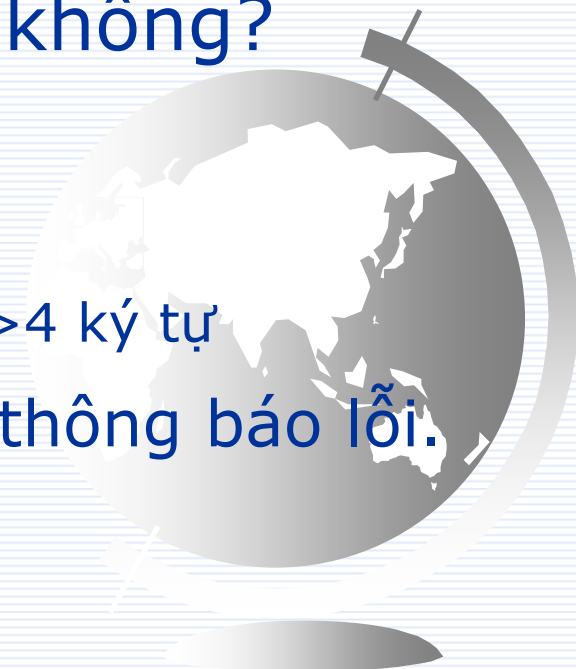 không?
>4 ký tự
thông báo lỗi.